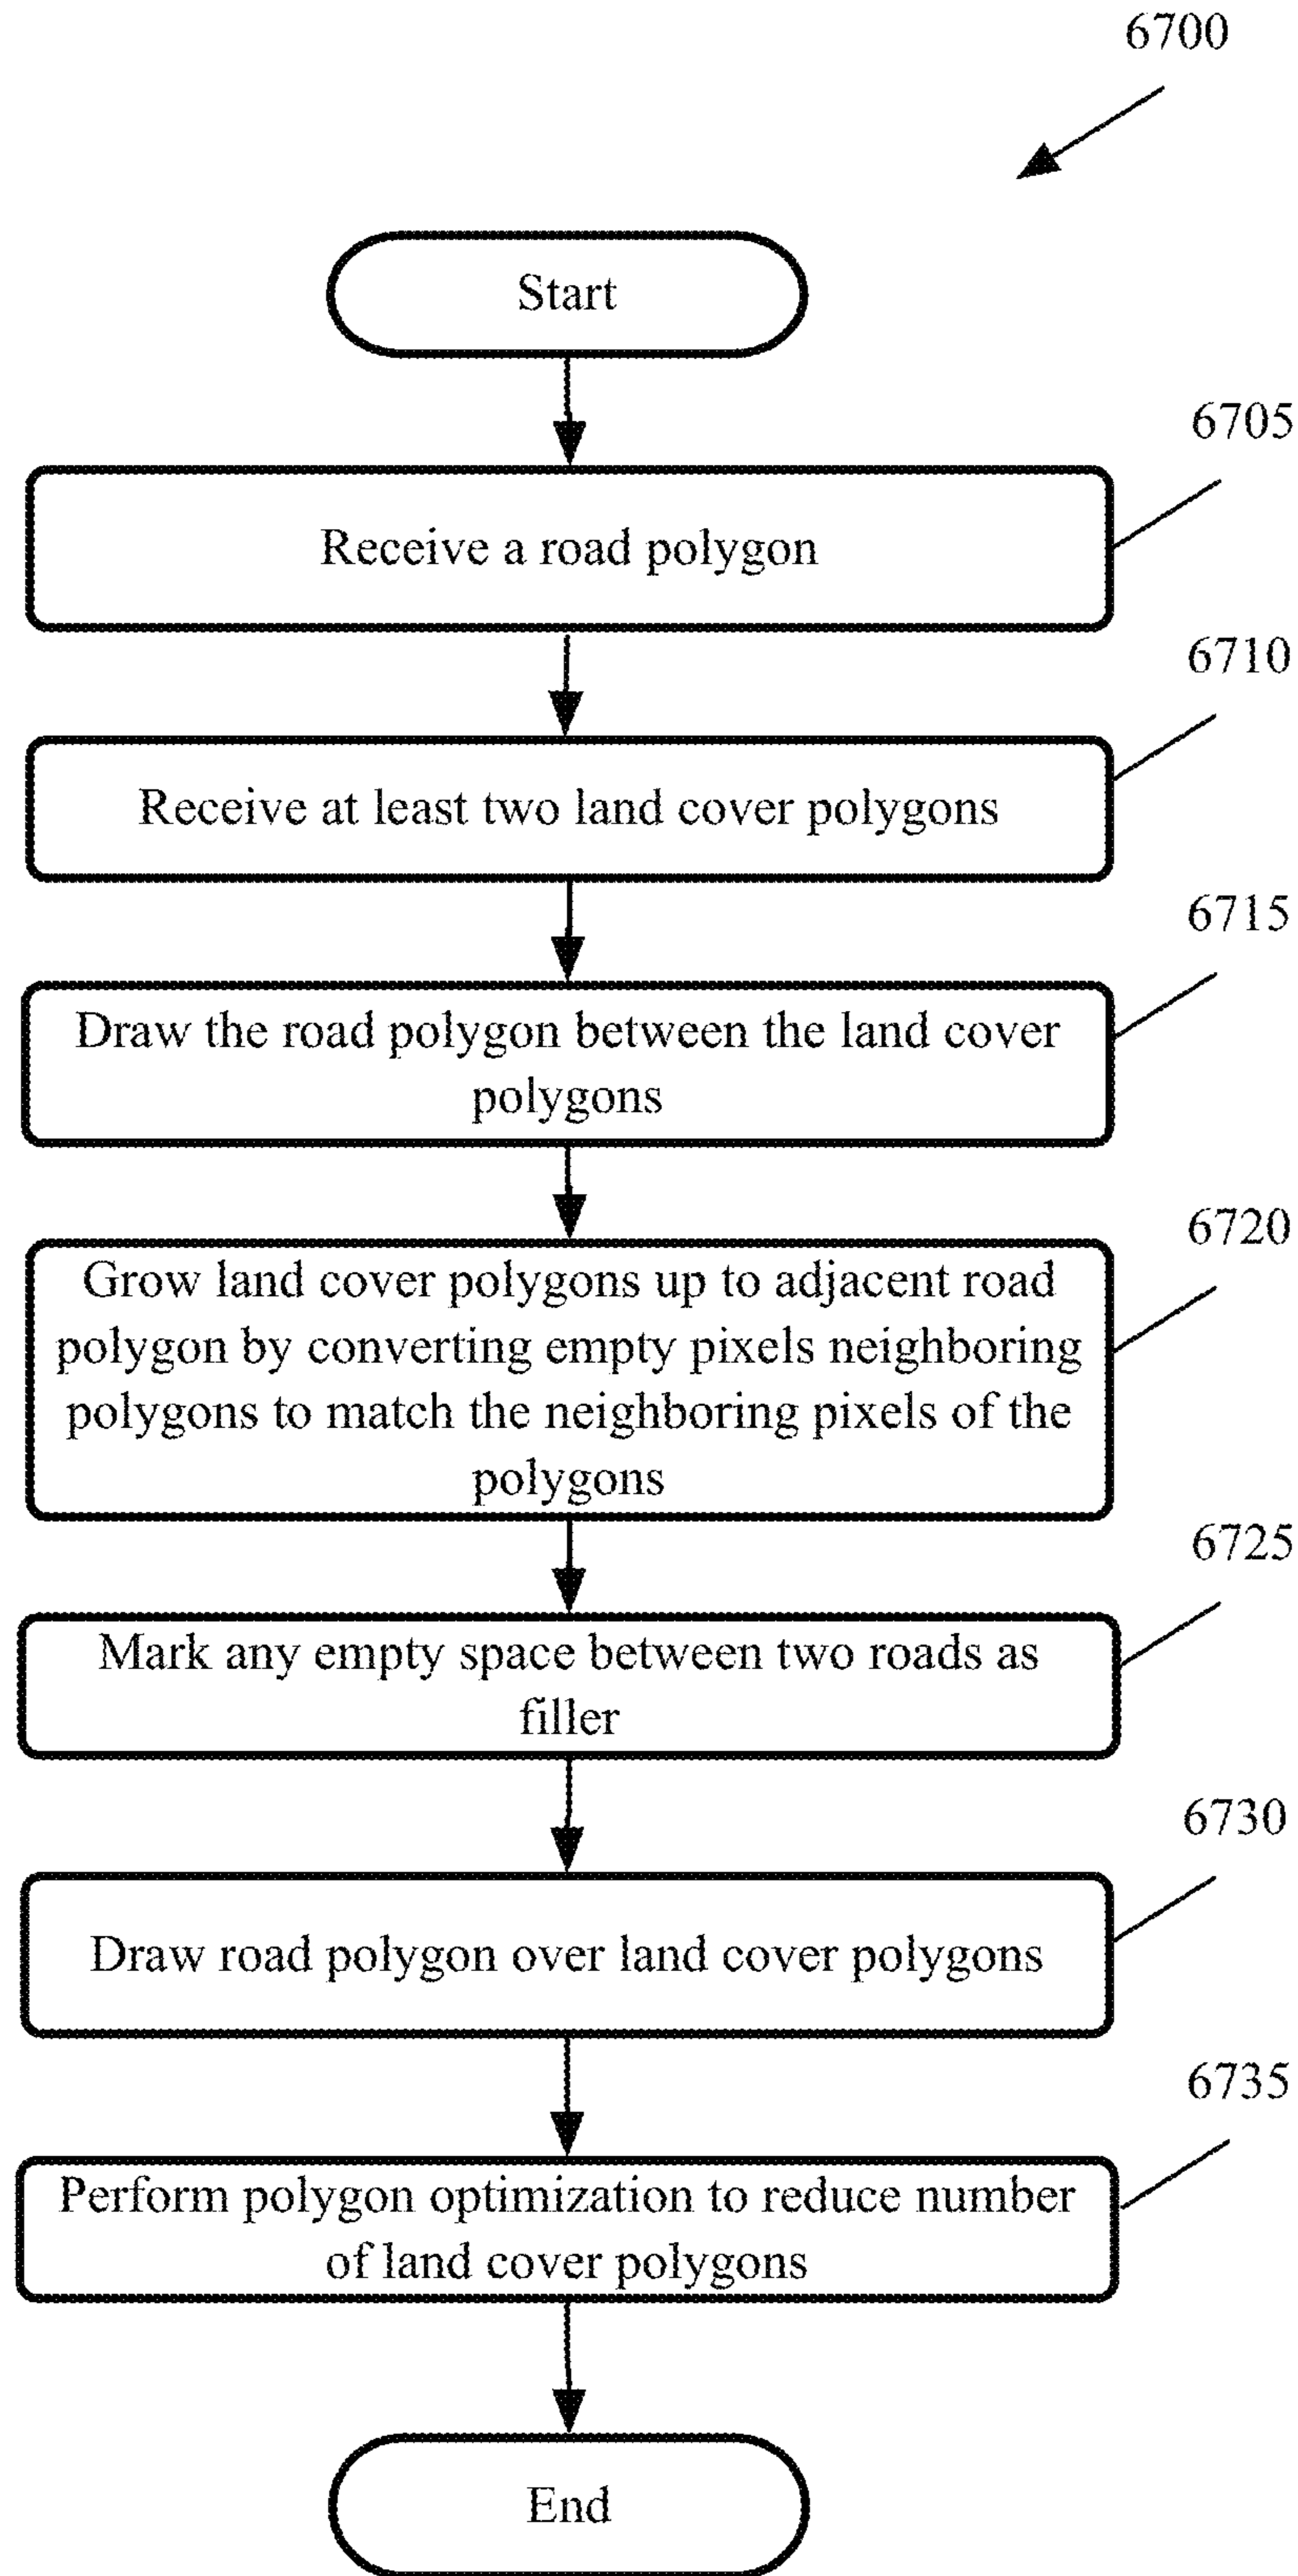 6700
Start
6705
Receive a road polygon
6710
Receive at least two land cover polygons
6715
Draw the road polygon between the land cover
polygons
6720
Grow land cover polygons up to adjacent road
polygon by converting empty pixels neighboring
polygons to match the neighboring pixels of the
polygons
6725
Mark any empty space between two roads as
filler
6730
Draw road polygon over land cover polygons
6735
Perform polygon optimization to reduce number
of land cover polygons
End